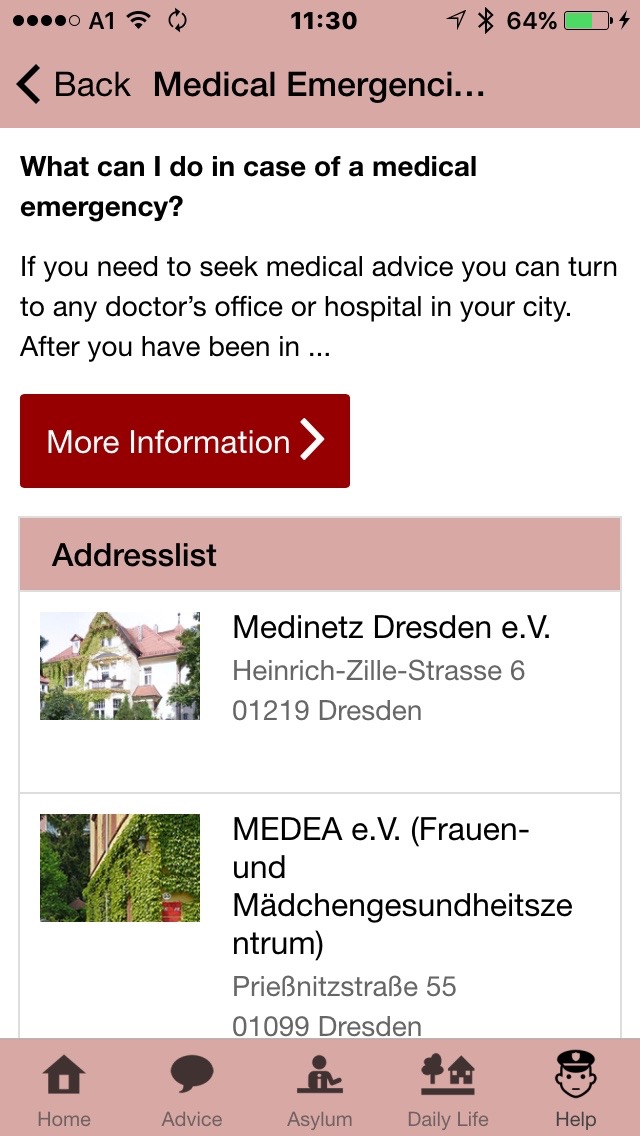 A1 11:30 64%
Back Medical Emergenci...
What can I do in case of a medical
emergency?
If you need to seek medical advice you can turn
to any doctor's office or hospital in your city.
After you have been in ...
More Information
Addresslist
Medinetz Dresden e.V.
Heinrich-Zille-Strasse 6
01219 Dresden
MEDEA e.V. (Frauen-
und
Mädchengesundheitsze
ntrum)
Prießnitzstraße 55
01099 Dresden
Home Advice Asylum Daily Life Help